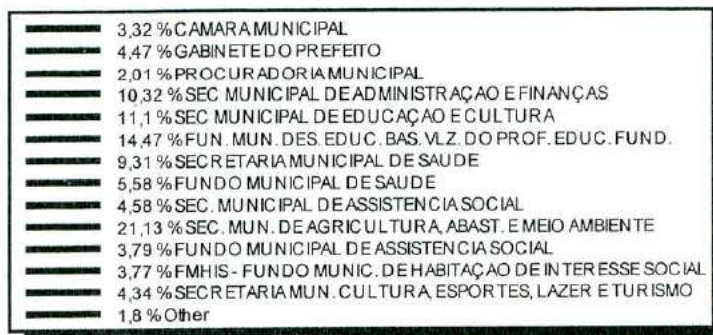 3,32 % CAMARA MUNICIPAL
4,47 % GABINETE DO PREFEITO
2,01 % PROCURADORIA MUNICIPAL
10,32 % SEC MUNICIPAL DE ADMINISTRAÇAO E FINANÇAS
11,1 % SEC MUNICIPAL DE EDUCAÇAO E CULTURA
14,47 % FUN. MUN. DES. EDUC. BAS. VLZ. DO PROF. EDUC. FUND.
9,31 % SECRETARIA MUNICIPAL DE SAUDE
5,58 % FUNDO MUNICIPAL DE SAUDE
4,58 % SEC. MUNICIPAL DE ASSISTENCIA SOCIAL
21,13 % SEC. MUN. DE AGRICULTURA, ABAST. E MEIO AMBIENTE
3,79 % FUNDO MUNICIPAL DE ASSISTENCIA SOCIAL
3,77 % FMHIS - FUNDO MUNIC. DE HABITAÇAO DE INTERESSE SOCIAL
4,34 % SECRETARIA MUN. CULTURA, ESPORTES, LAZER E TURISMO
1,8 % Other